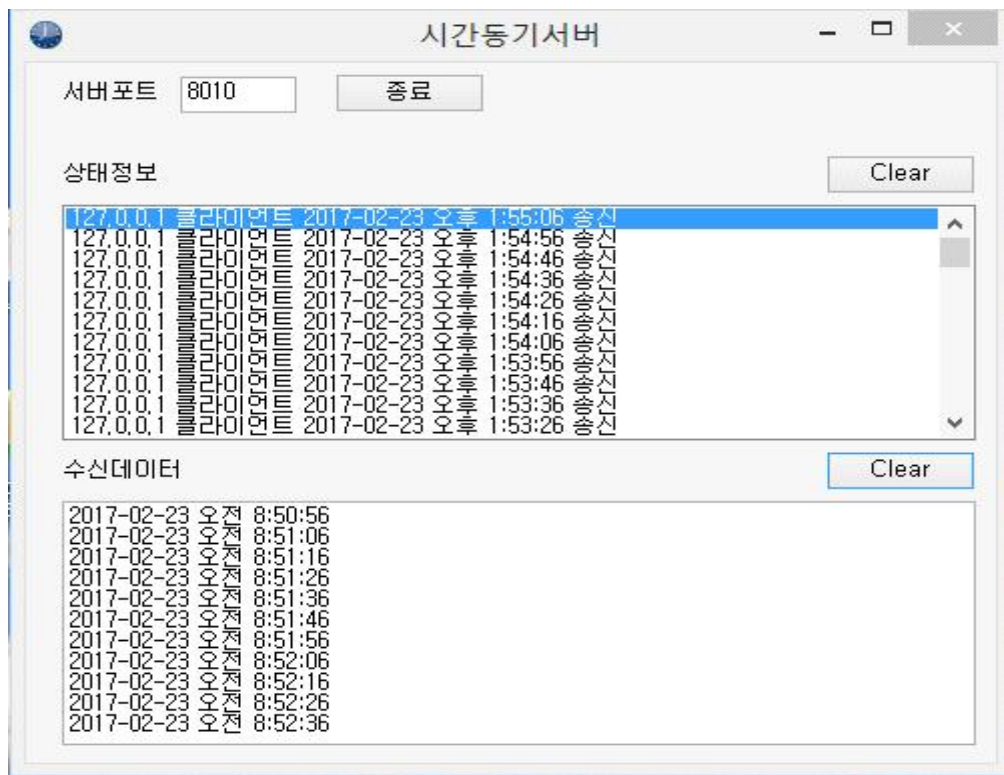 시간동기서버
서버포트 8010 종료
상태정보 Clear
127.0.0.1 클라이언트 2017-02-23 오후 1:55:06 송신
127.0.0.1 클라이언트 2017-02-23 오후 1:54:56 송신
127.0.0.1 클라이언트 2017-02-23 오후 1:54:46 송신
127.0.0.1 클라이언트 2017-02-23 오후 1:54:36 송신
127.0.0.1 클라이언트 2017-02-23 오후 1:54:26 송신
127.0.0.1 클라이언트 2017-02-23 오후 1:54:16 송신
127.0.0.1 클라이언트 2017-02-23 오후 1:54:06 송신
127.0.0.1 클라이언트 2017-02-23 오후 1:53:56 송신
127.0.0.1 클라이언트 2017-02-23 오후 1:53:46 송신
127.0.0.1 클라이언트 2017-02-23 오후 1:53:36 송신
127.0.0.1 클라이언트 2017-02-23 오후 1:53:26 송신
수신데이터 Clear
2017-02-23 오전 8:50:56
2017-02-23 오전 8:51:06
2017-02-23 오전 8:51:16
2017-02-23 오전 8:51:26
2017-02-23 오전 8:51:36
2017-02-23 오전 8:51:46
2017-02-23 오전 8:51:56
2017-02-23 오전 8:52:06
2017-02-23 오전 8:52:16
2017-02-23 오전 8:52:26
2017-02-23 오전 8:52:36